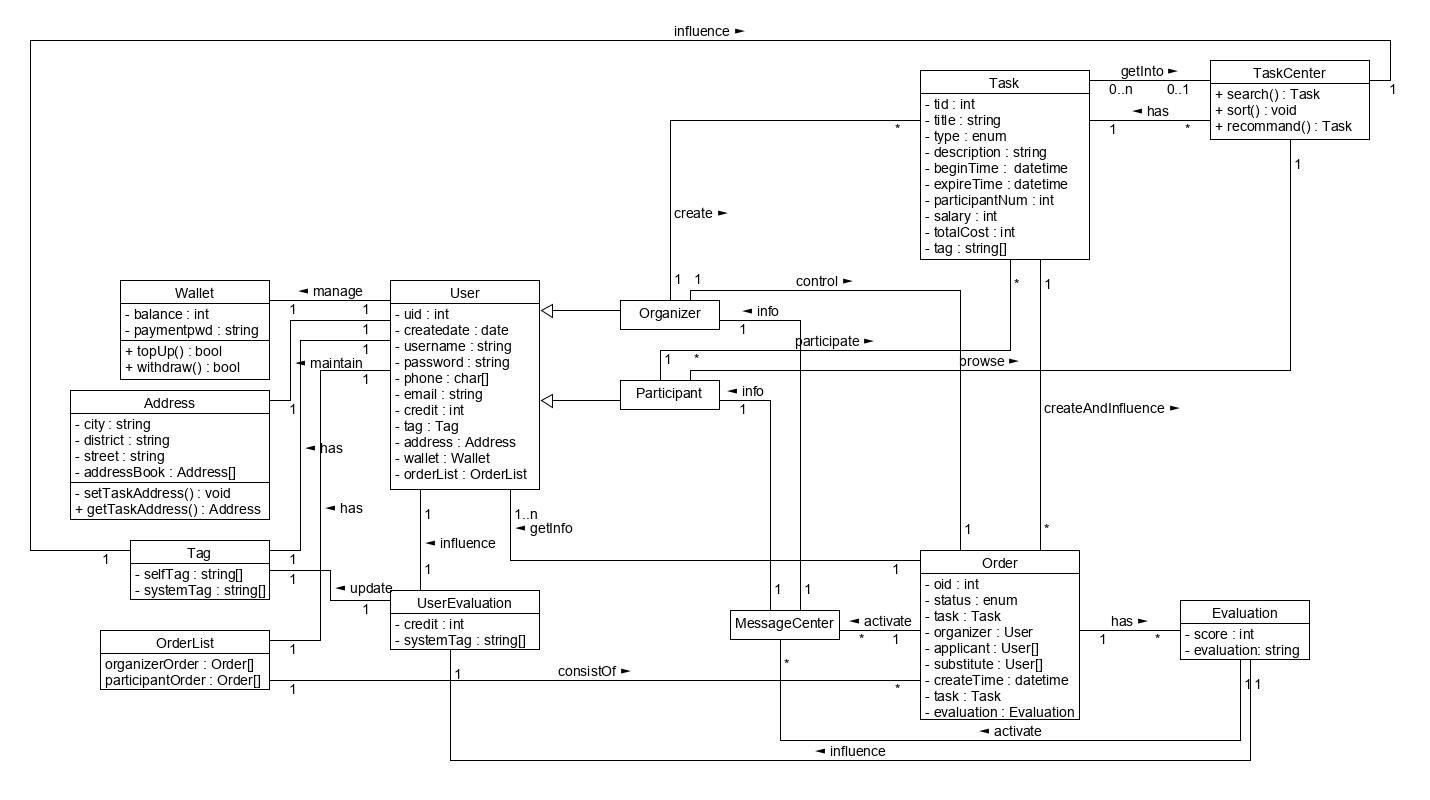 influence ►
Task
- tid : int
- title : string
- type : enum
- description : string
- beginTime :  datetime
- expireTime : datetime
- participantNum : int
- salary : int
- totalCost : int
- tag : string[]
getInto ►
0..n
0..1
◄ has
1
*
TaskCenter
+ search() : Task
+ sort() : void
+ recommand() : Task
1
1
*
create ►
1
1
control ►
*
1
Wallet
- balance : int
- paymentpwd : string
+ topUp() : bool
+ withdraw() : bool
◄ manage
1
1
1
1
◄ maintain
1
User
- uid : int
- createdate : date
- username : string
- password : string
- phone : char[]
- email : string
- credit : int
- tag : Tag
- address : Address
- wallet : Wallet
- orderList : OrderList
Organizer
◄ info
1
participate ►
1
*
browse ►
Participant
◄ info
1
createAndInfluence ►
Address
- city : string
- district : string
- street : string
- addressBook : Address[]
- setTaskAddress() : void
+ getTaskAddress() : Address
1
◄ has
◄ has
1
◄ influence
1
1..n
◄ getInfo
1
1
*
Tag
- selfTag : string[]
- systemTag : string[]
1
1
1
◄ update
1
UserEvaluation
- credit : int
- systemTag : string[]
1
OrderList
organizerOrder : Order[]
participantOrder : Order[]
1
1
consistOf ►
*
MessageCenter
1
1
*
◄ activate
*
1
Order
- oid : int
- status : enum
- task : Task
- organizer : User
- applicant : User[]
- substitute : User[]
- createTime : datetime
- task : Task
- evaluation : Evaluation
has ►
1
*
Evaluation
- score : int
- evaluation: string
1
1
◄ activate
◄ influence